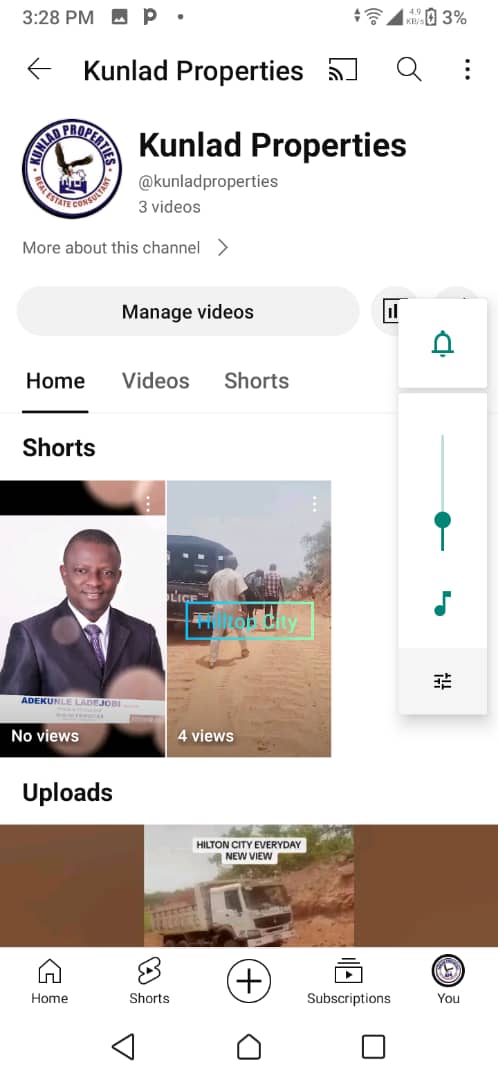 3:28 PM
4.9
KB/s
3%
Kunlad Properties
KUNLAD PROPERTIES
REAL ESTATE CONSULTANT
Kunlad Properties
@kunladproperties
3 videos
More about this channel
Manage videos
Home Videos Shorts
Shorts
POLICE
Hilltop City
ADEKUNLE LADEJOBI
No views
4 views
Uploads
HILTON CITY EVERYDAY
NEW VIEW
Home
Shorts
Subscriptions
You